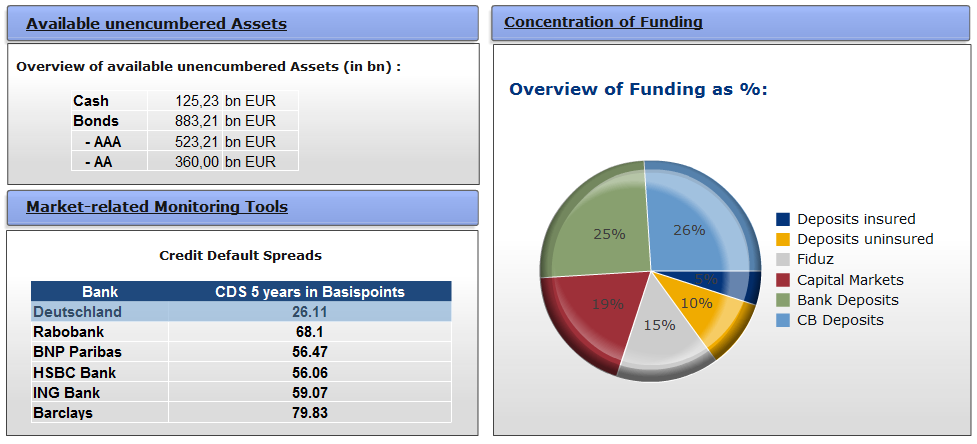 Available unencumbered Assets
Overview of available unencumbered Assets (in bn) :
Cash 125,23 bn EUR
Bonds 883,21 bn EUR
- AAA 523,21 bn EUR
- AA 360,00 bn EUR
Market-related Monitoring Tools
Credit Default Spreads
Bank CDS 5 years in Basispoints
Deutschland 26.11
Rabobank 68.1
BNP Paribas 56.47
HSBC Bank 56.06
ING Bank 59.07
Barclays 79.83
Concentration of Funding
Overview of Funding as %:
25%
26%
5%
10%
19%
15%
Deposits insured
Deposits uninsured
Fiduz
Capital Markets
Bank Deposits
CB Deposits